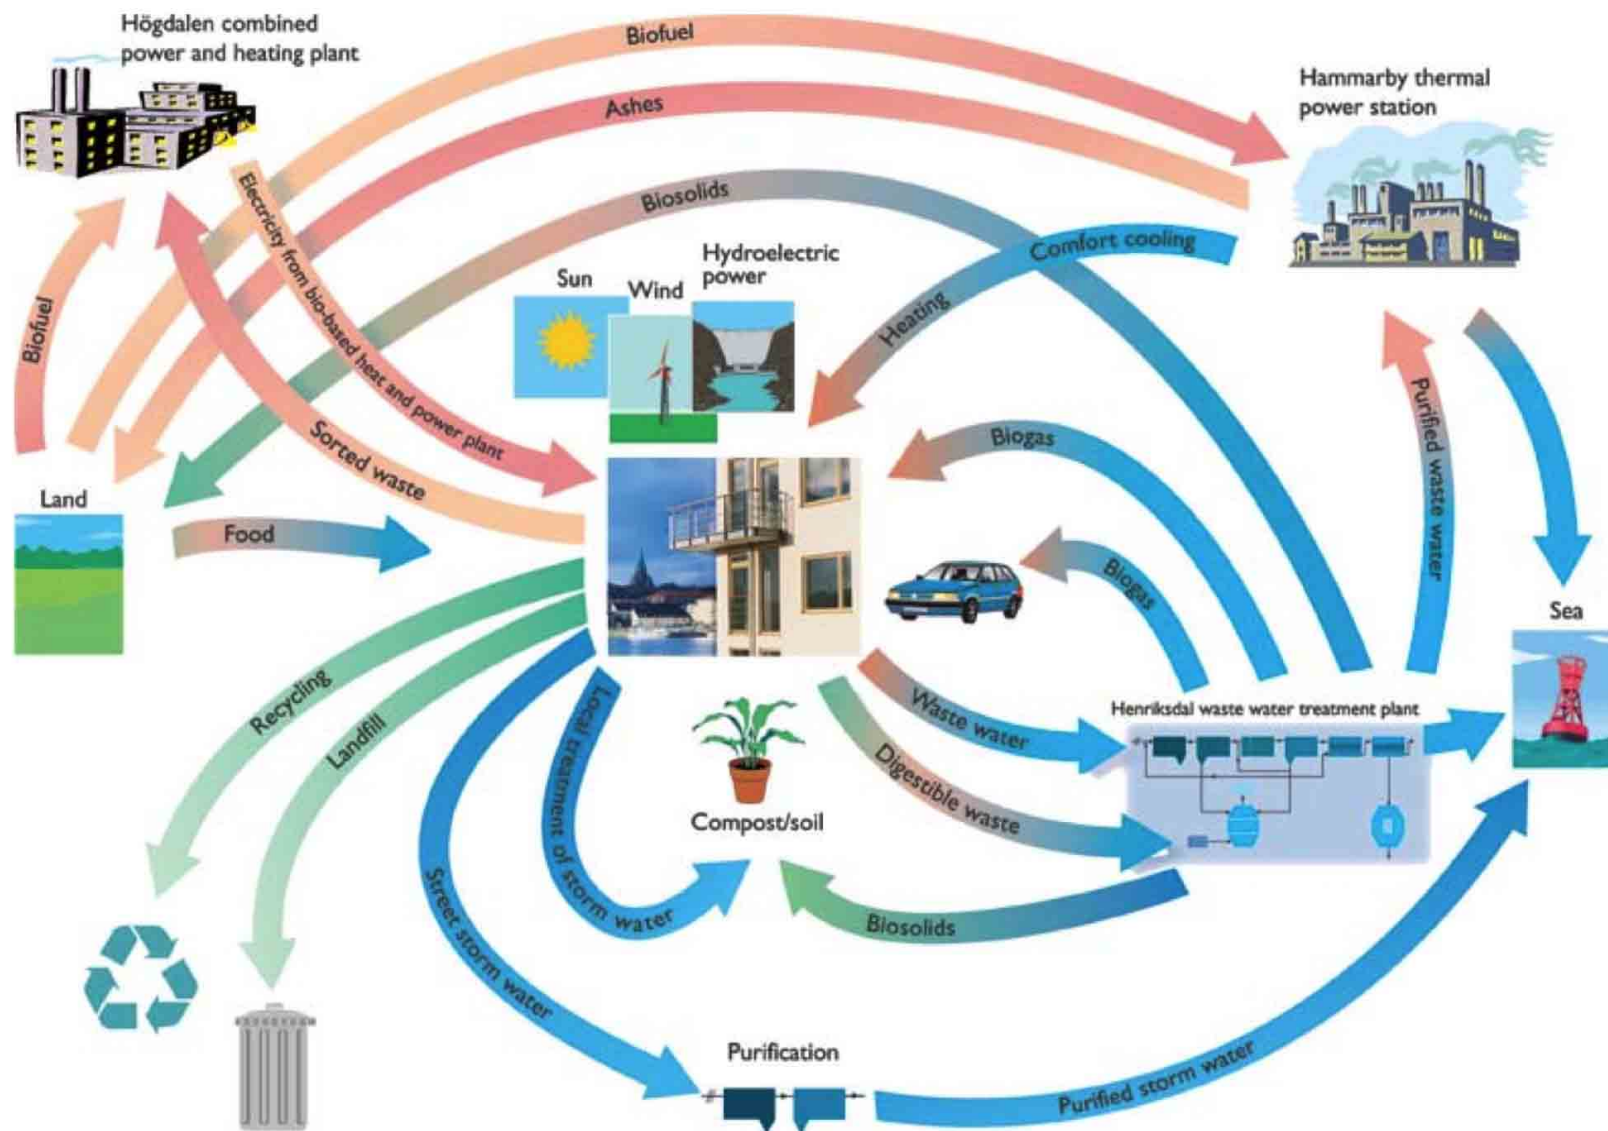 Högdalen combined
power and heating plant
Biofuel
Ashes
Biosolids
Hammarby thermal
power station
Comfort cooling
Heating
Electricity from bio-based heat and power plant
Sun
Wind
Hydroelectric
power
Biofuel
Sorted waste
Land
Food
Biogas
Biogas
Purified waste water
Sea
Recycling
Landfill
Local treatment of storm water
Street storm water
Compost/soil
Waste water
Digestible waste
Henriksdal waste water treatment plant
Biosolids
Purification
Purified storm water